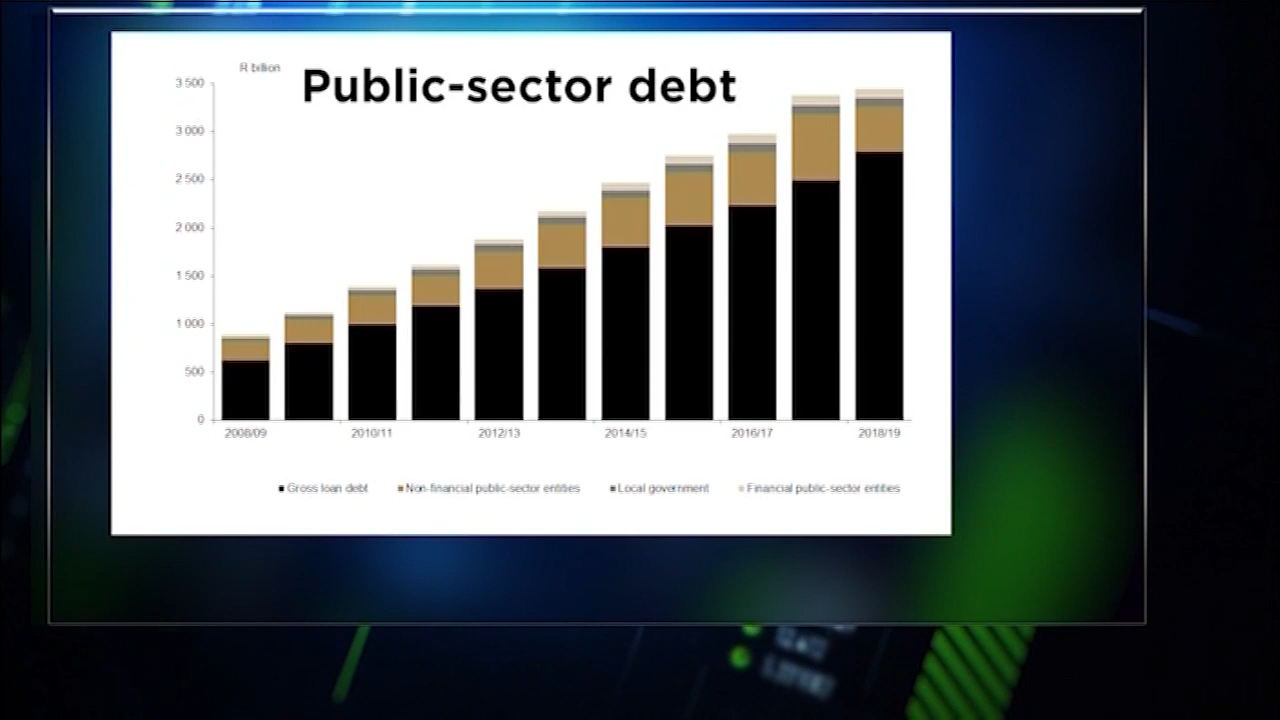 R billion
Public-sector debt
3 500
3 000
2 500
2 000
1 500
1 000
500
0
2008/09 2010/11 2012/13 2014/15 2016/17 2018/19
Gross loan debt Non-financial public-sector entities Local government Financial public-sector entities